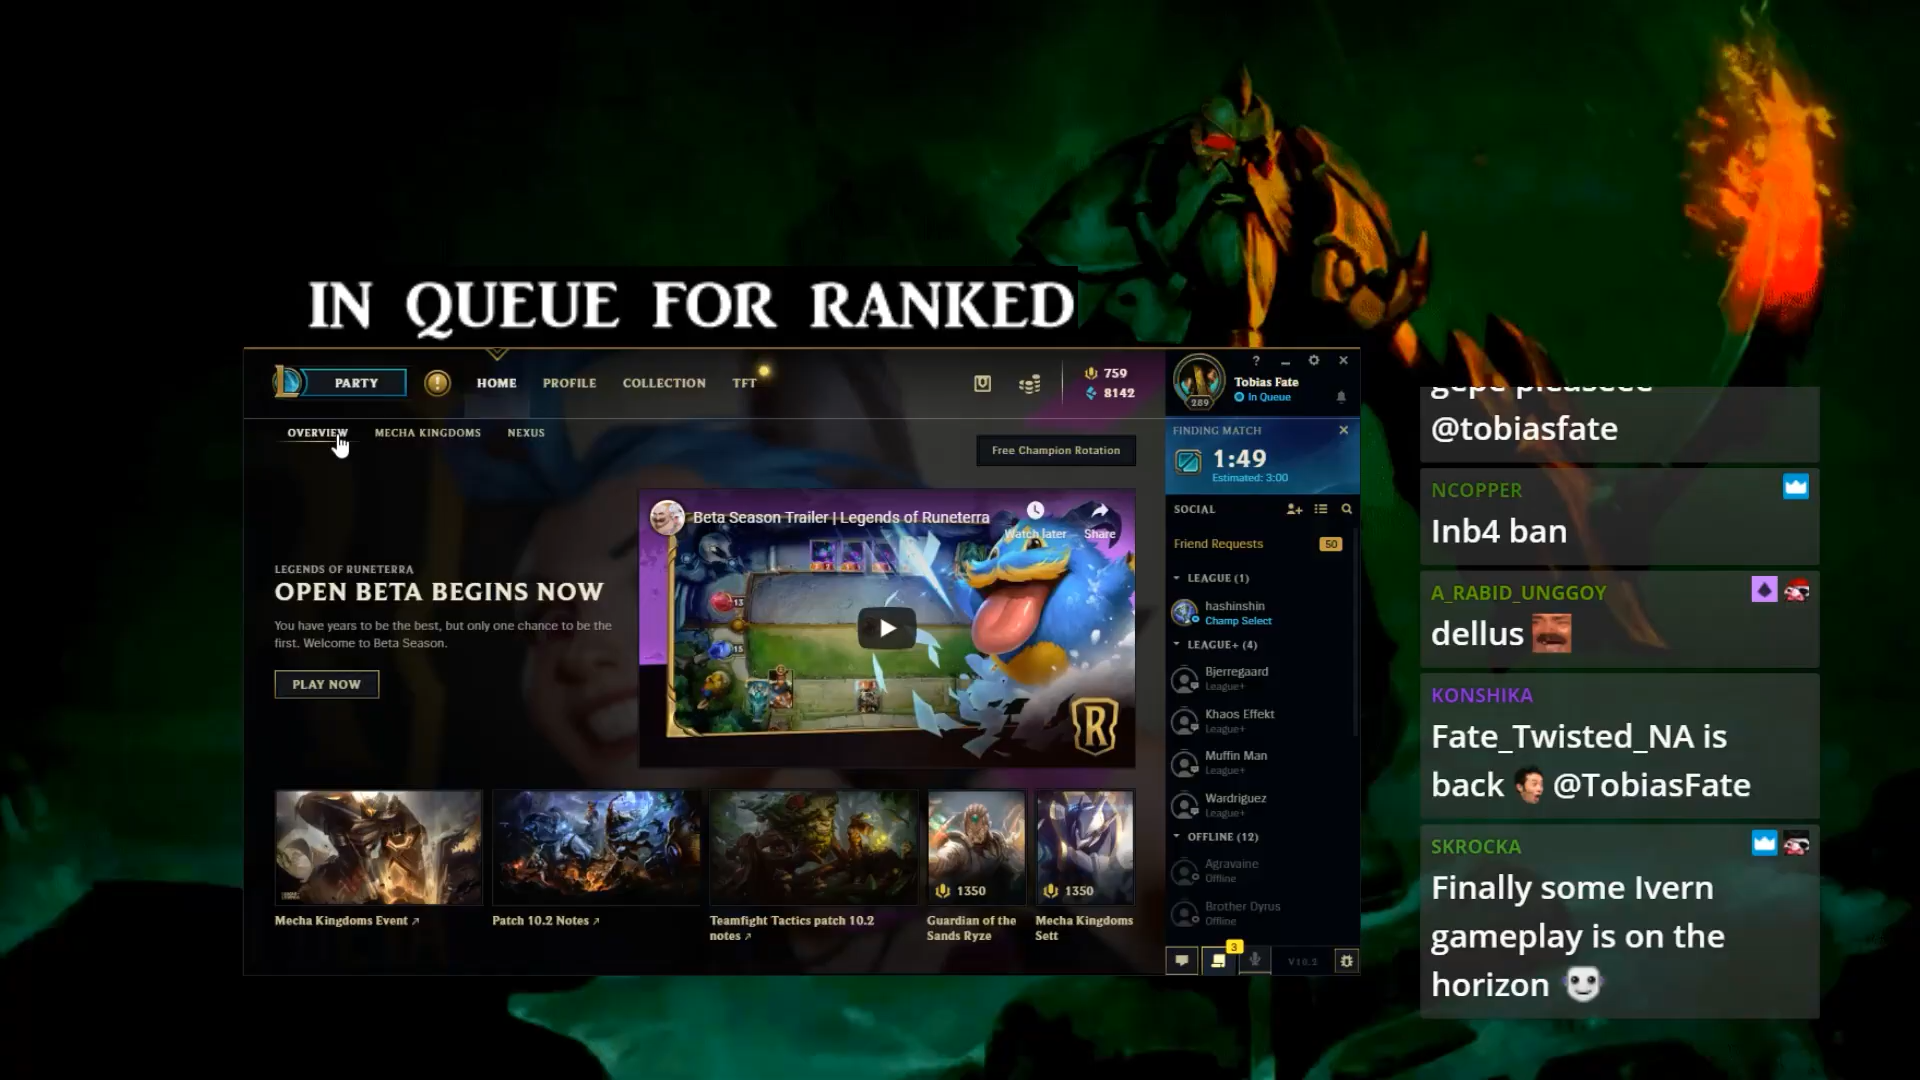 IN QUEUE FOR RANKED
PARTY
HOME
PROFILE
COLLECTION
TFT
759
8142
289
Tobias Fate
In Queue
OVERVIEW
MECHA KINGDOMS
NEXUS
Free Champion Rotation
FINDING MATCH
1:49
Estimated: 3:00
LEGENDS OF RUNETERRA
OPEN BETA BEGINS NOW
You have years to be the best, but only one chance to be the
first. Welcome to Beta Season.
PLAY NOW
Beta Season Trailer | Legends of Runeterra
Watch later
Share
13
15
R
Mecha Kingdoms Event
Patch 10.2 Notes
Teamfight Tactics patch 10.2
notes
1350
Guardian of the
Sands Ryze
1350
Mecha Kingdoms
Sett
SOCIAL
Friend Requests
50
LEAGUE (1)
hashinshin
Champ Select
LEAGUE+ (4)
Bjerregaard
League+
Khaos Effekt
League+
Muffin Man
League+
Wardriguez
League+
OFFLINE (12)
Agravaine
Offline
Brother Dyrus
Offline
3
V10.2
gepe pleaseee
@tobiasfate
NCOPPER
Inb4 ban
A_RABID_UNGGOY
dellus
KONSHIKA
Fate_Twisted_NA is
back @TobiasFate
SKROCKA
Finally some Ivern
gameplay is on the
horizon